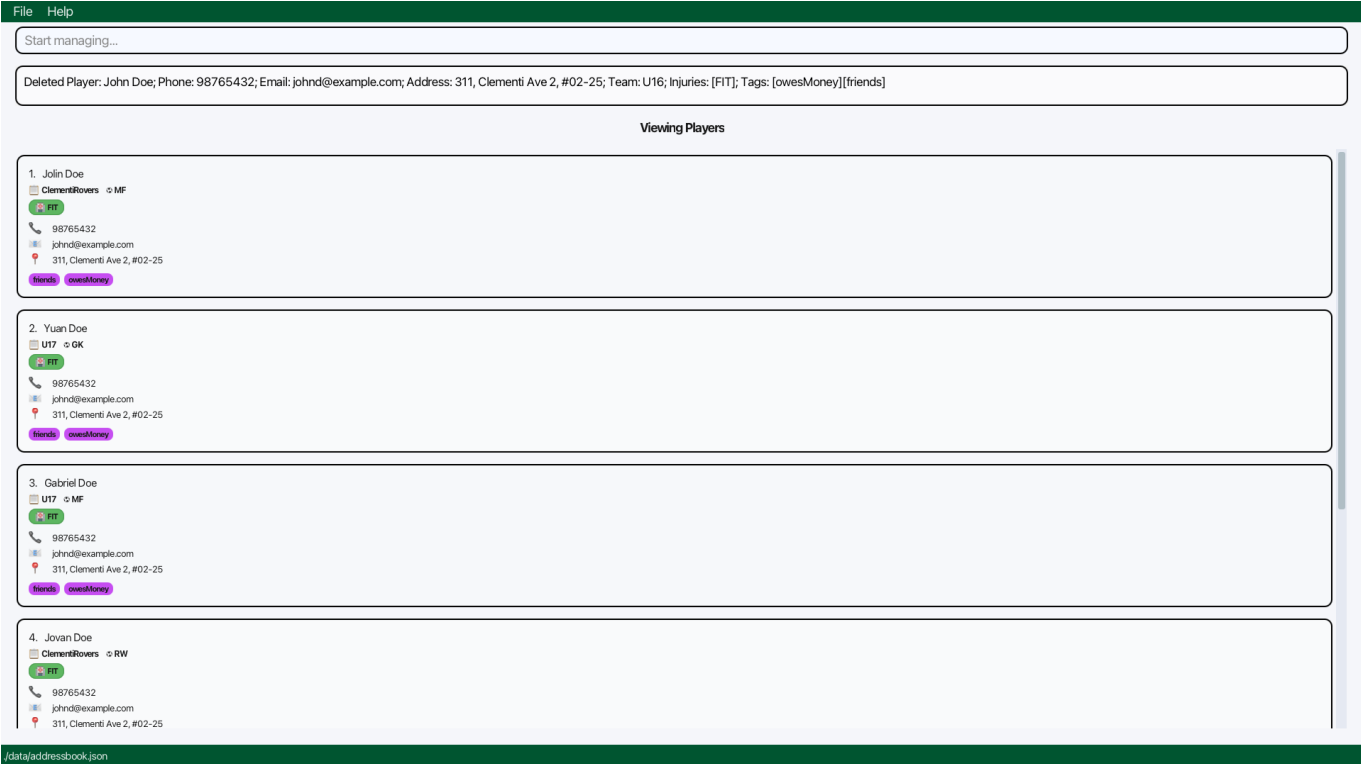 File Help
Start managing...
Deleted Player: John Doe; Phone: 98765432; Email: johnd@example.com; Address: 311, Clementi Ave 2, #02-25; Team: U16; Injuries: [FIT]; Tags: [owesMoney][friends]
Viewing Players
1. Jolin Doe
ClementiRovers MF
FIT
98765432
johnd@example.com
311, Clementi Ave 2, #02-25
friends owesMoney
2. Yuan Doe
U17 GK
FIT
98765432
johnd@example.com
311, Clementi Ave 2, #02-25
friends owesMoney
3. Gabriel Doe
U17 MF
FIT
98765432
johnd@example.com
311, Clementi Ave 2, #02-25
friends owesMoney
4. Jovan Doe
ClementiRovers RW
FIT
98765432
johnd@example.com
311, Clementi Ave 2, #02-25
./data/addressbook.json